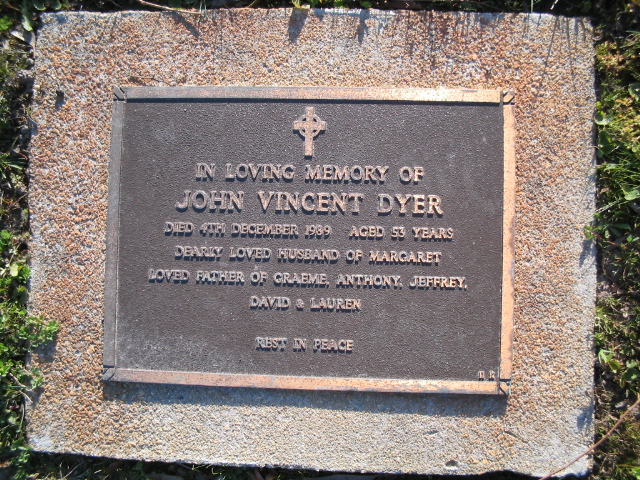 IN LOVING MEMORY OF
JOHN VINCENT DYER
DIED 4TH DECEMBER 1989 AGED 53 YEARS
DEARLY LOVED HUSBAND OF MARGARET
LOVED FATHER OF GRAEME, ANTHONY, JEFFREY,
DAVID & LAUREN
REST IN PEACE